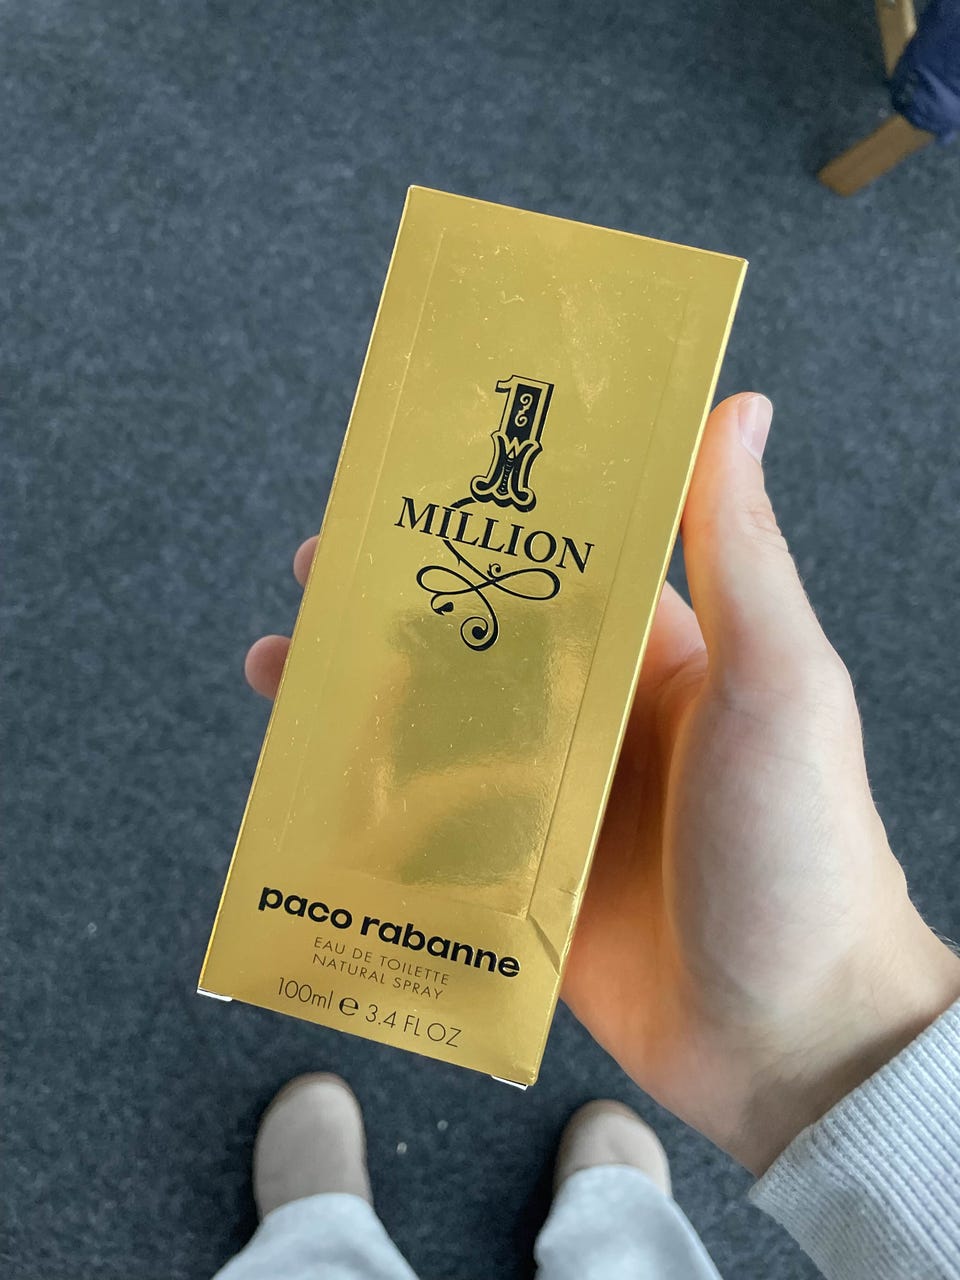 1
MILLION
paco rabanne
EAU DE TOILETTE
NATURAL SPRAY
100ml ℮ 3.4 FL OZ